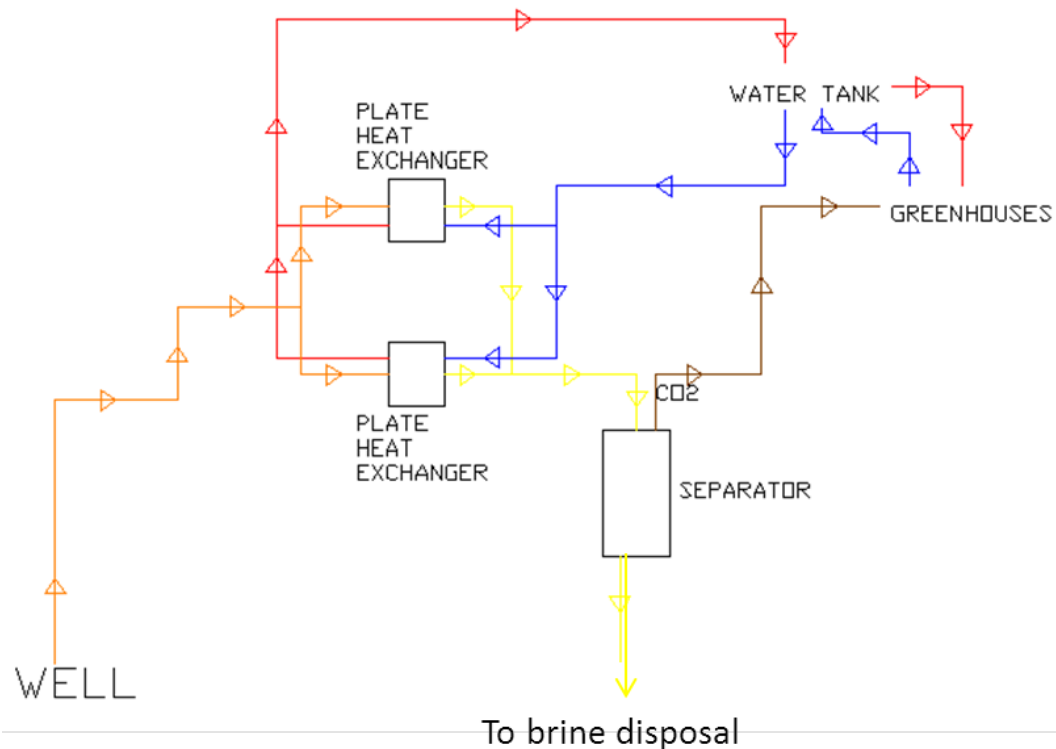 PLATE
HEAT
EXCHANGER
WATER TANK
GREENHOUSES
CO2
PLATE
HEAT
EXCHANGER
SEPARATOR
WELL
To brine disposal